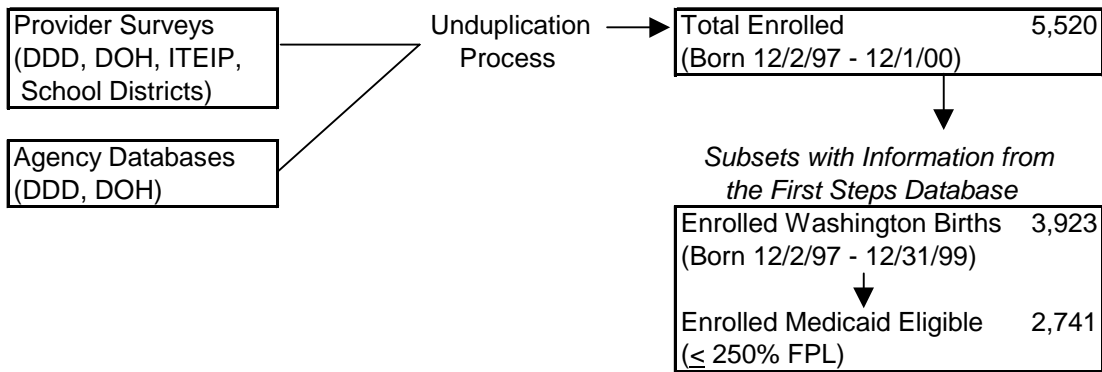 Provider Surveys
(DDD, DOH, ITEIP,
School Districts)
Agency Databases
(DDD, DOH)
Unduplication
Process
Total Enrolled 5,520
(Born 12/2/97 - 12/1/00)
Subsets with Information from
the First Steps Database
Enrolled Washington Births 3,923
(Born 12/2/97 - 12/31/99)
Enrolled Medicaid Eligible 2,741
(≤ 250% FPL)